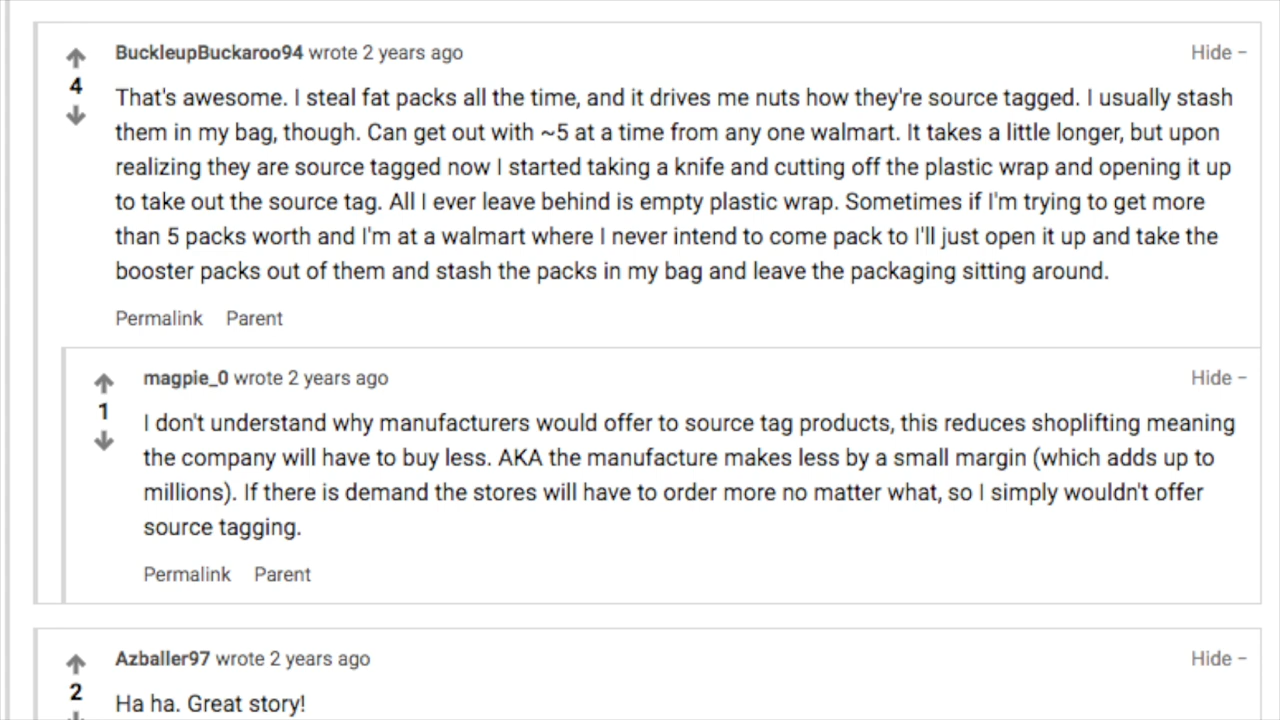 BuckleupBuckaroo94 wrote 2 years ago
Hide −
4
That's awesome. I steal fat packs all the time, and it drives me nuts how they're source tagged. I usually stash
them in my bag, though. Can get out with ~5 at a time from any one walmart. It takes a little longer, but upon
realizing they are source tagged now I started taking a knife and cutting off the plastic wrap and opening it up
to take out the source tag. All I ever leave behind is empty plastic wrap. Sometimes if I'm trying to get more
than 5 packs worth and I'm at a walmart where I never intend to come pack to I'll just open it up and take the
booster packs out of them and stash the packs in my bag and leave the packaging sitting around.
Permalink Parent
magpie_0 wrote 2 years ago
Hide −
1
I don't understand why manufacturers would offer to source tag products, this reduces shoplifting meaning
the company will have to buy less. AKA the manufacture makes less by a small margin (which adds up to
millions). If there is demand the stores will have to order more no matter what, so I simply wouldn't offer
source tagging.
Permalink Parent
Azballer97 wrote 2 years ago
Hide −
2
Ha ha. Great story!